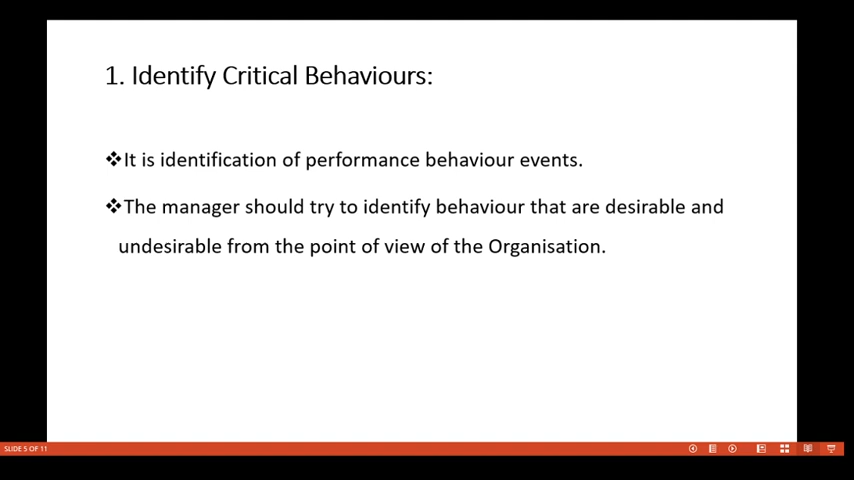 1. Identify Critical Behaviours:
❖It is identification of performance behaviour events.
❖The manager should try to identify behaviour that are desirable and
undesirable from the point of view of the Organisation.
SLIDE 5 OF 11